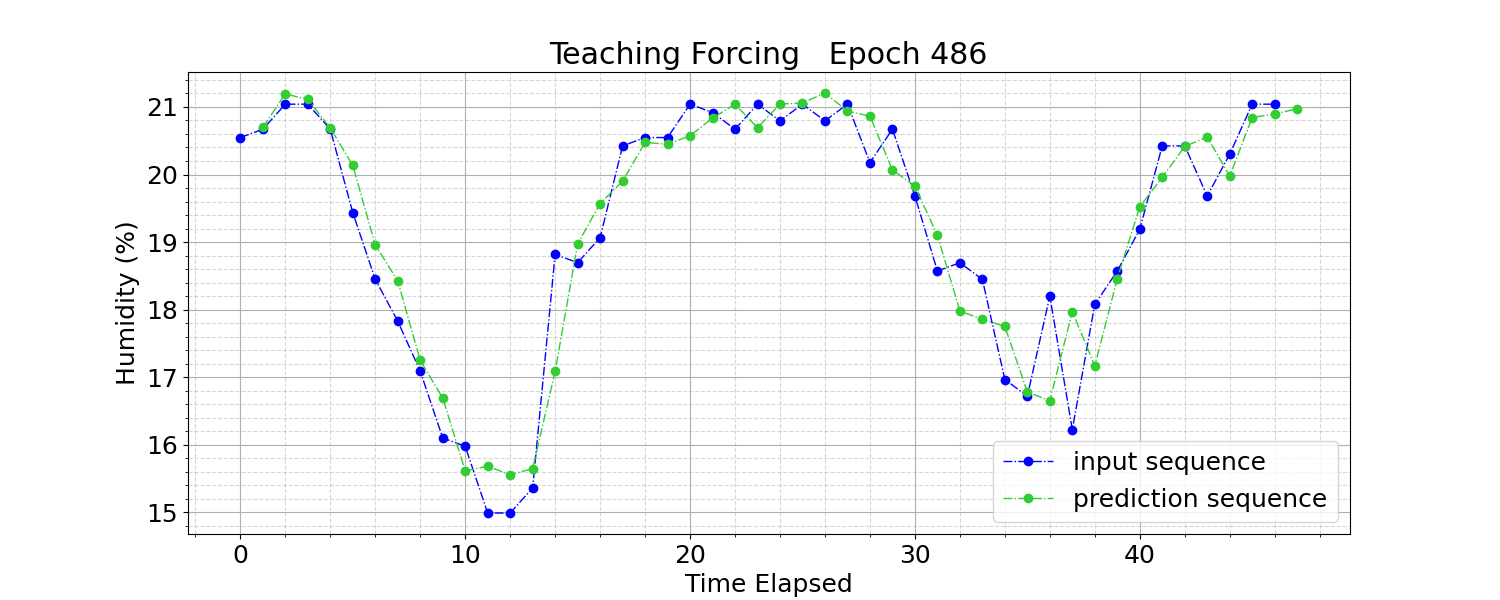 Teaching Forcing   Epoch 486
Humidity (%)
21
20
19
18
17
16
15
input sequence
prediction sequence
0 10 20 30 40
Time Elapsed